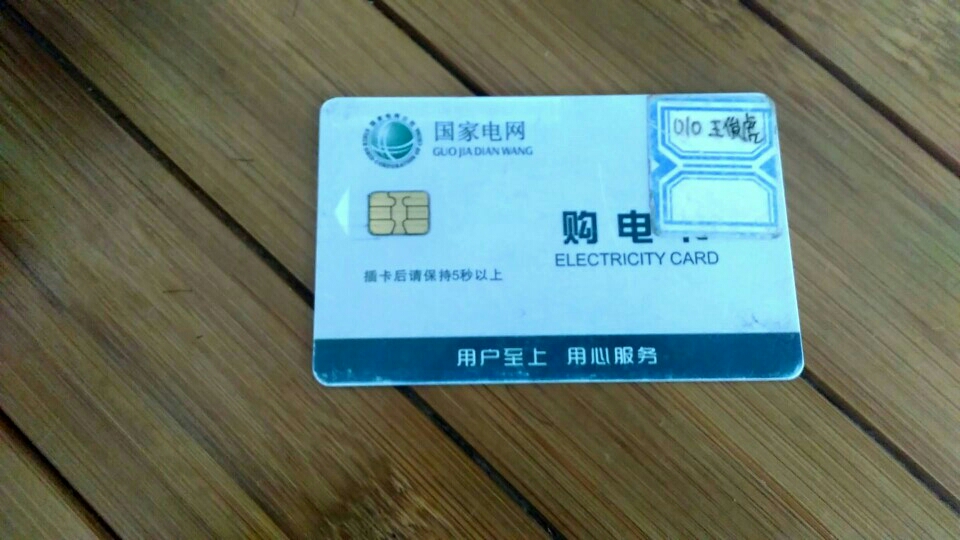 国家电网
GUO JIA DIAN WANG
010 王俊虎
购电卡
ELECTRICITY CARD
插卡后请保持5秒以上
用户至上 用心服务